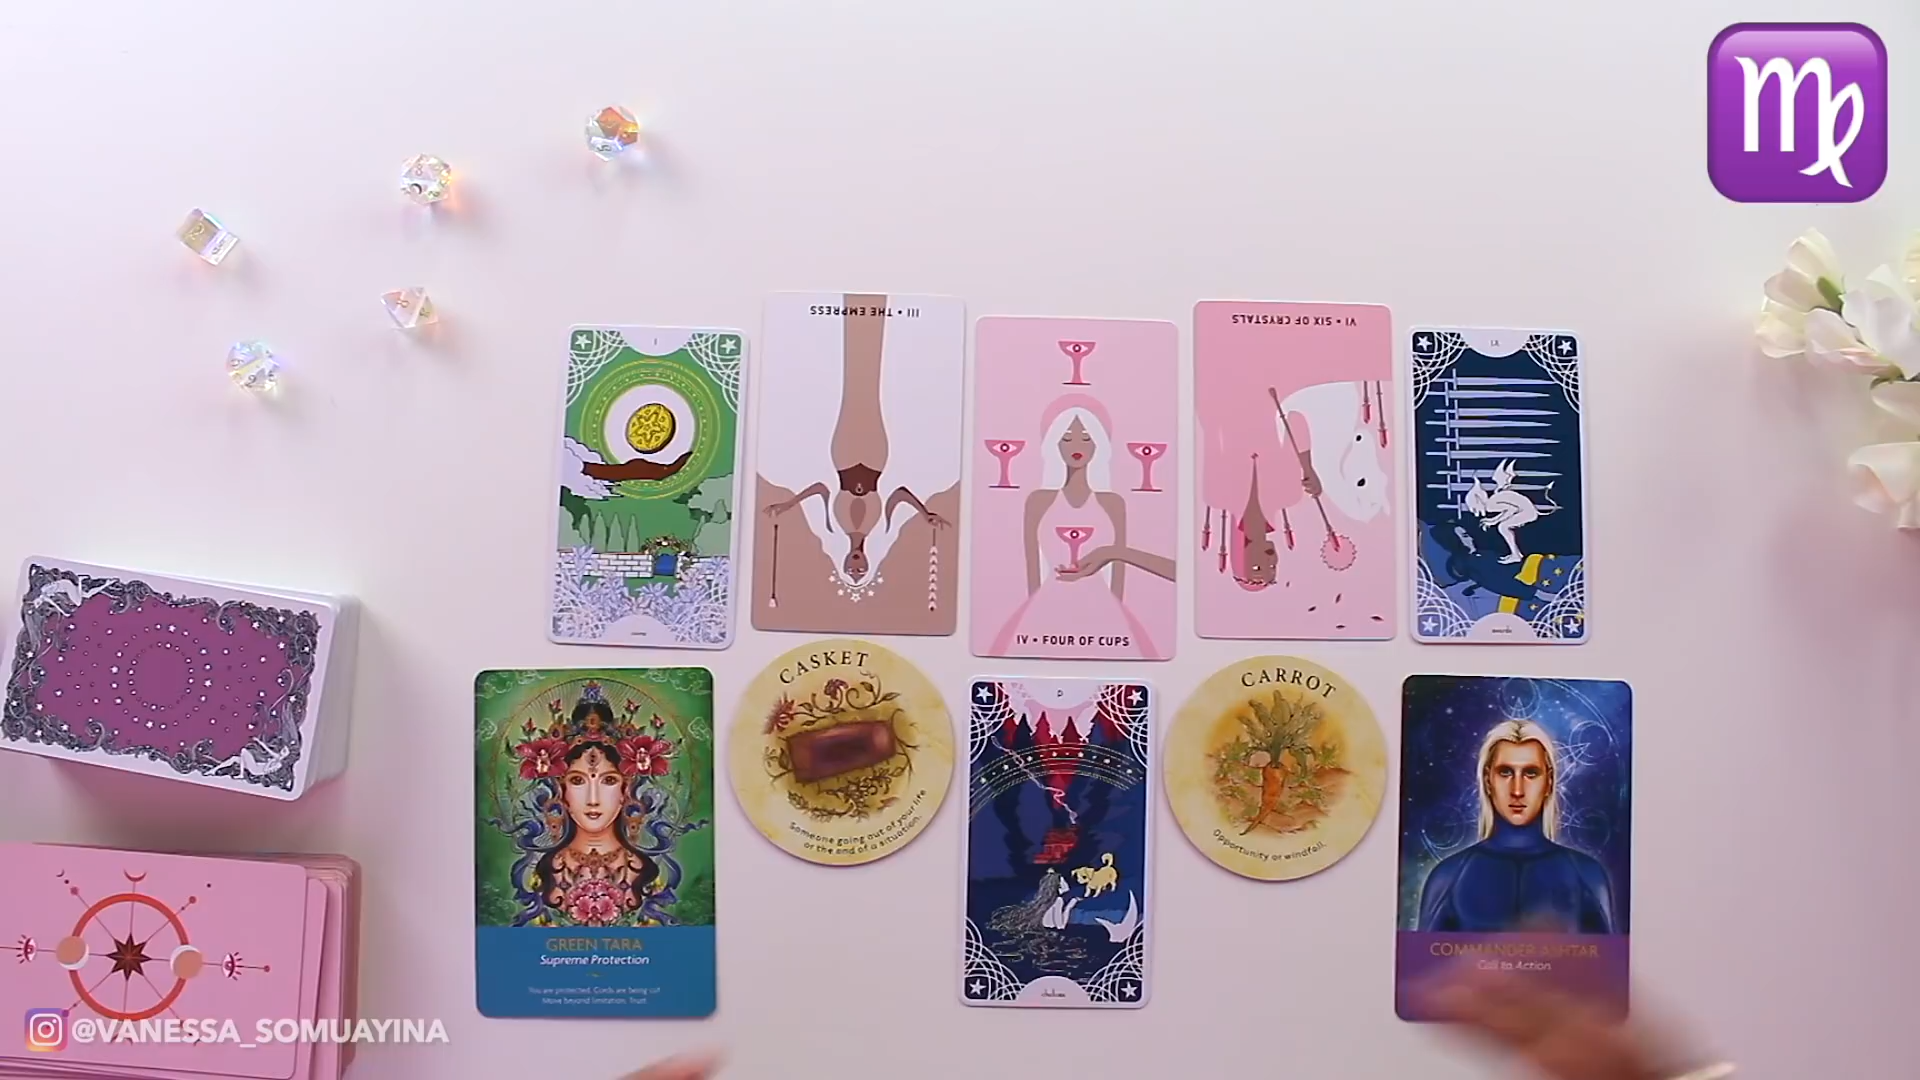 III • THE EMPRESS
VI • SIX OF CRYSTALS
IV • FOUR OF CUPS
CASKET
Someone going out of your life
or the end of a situation.
CARROT
Opportunity or windfall.
GREEN TARA
Supreme Protection
You are protected. Cords are being cut
Move beyond limitation. Trust
COMMANDER ASHTAR
Call to Action
@VANESSA_SOMUAYINA